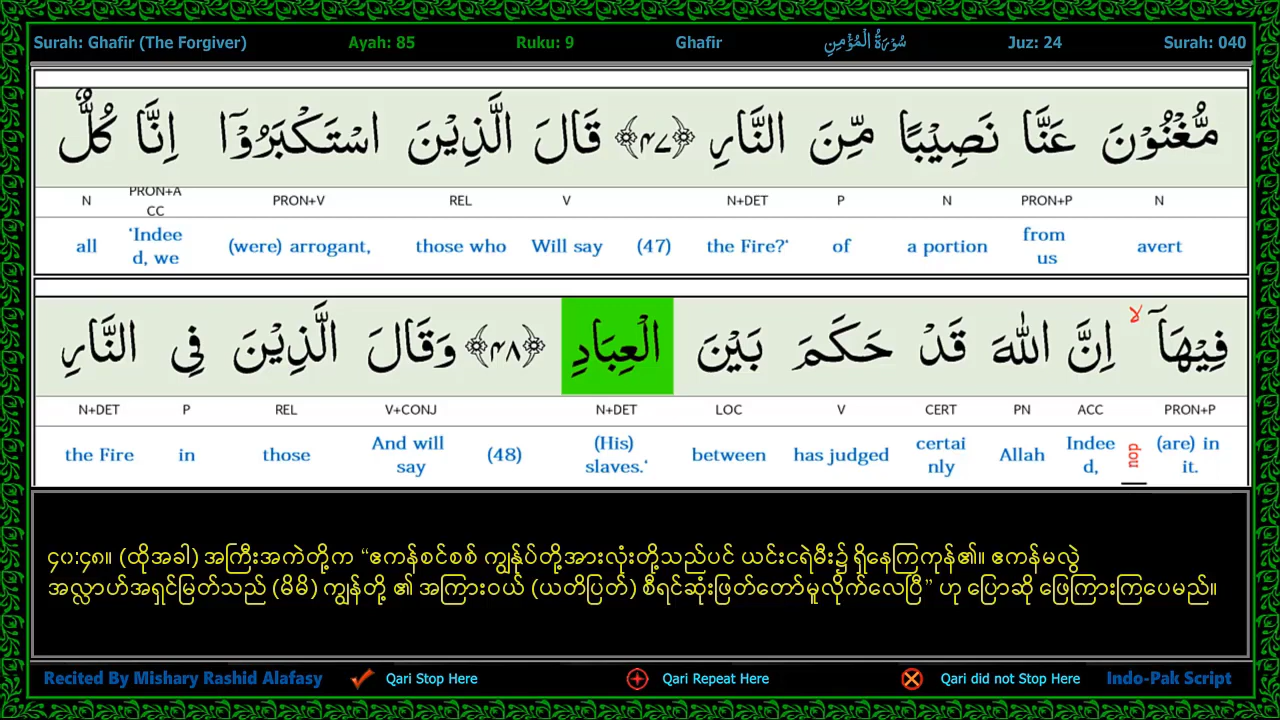 Surah: Ghafir (The Forgiver) Ayah: 85 Ruku: 9 Ghafir سُوْرَةُ الْمُؤْمِنِ Juz: 24 Surah: 040
مُّغْنُوْنَ عَنَّا نَصِيْبًا مِّنَ النَّارِ ﴿۴۷﴾ قَالَ الَّذِيْنَ اسْتَكْبَرُوْۤا اِنَّا كُلٌّ
N PRON+ACC PRON+V REL V N+DET P N PRON+P N
all ‘Indeed, we (were) arrogant, those who Will say (47) the Fire?‘ of a portion from us avert
فِيْهَاۤ ۙ اِنَّ اللّٰهَ قَدْ حَكَمَ بَيْنَ الْعِبَادِ ﴿۴۸﴾ وَقَالَ الَّذِيْنَ فِى النَّارِ
N+DET P REL V+CONJ N+DET LOC V CERT PN ACC PRON+P
the Fire in those And will say (48) (His) slaves.‘ between has judged certainly Allah Indeed, nop (are) in it.
၄၀:၄၈။ (ထိုအခါ) အကြီးအကဲတို့က “ဧကန်စင်စစ် ကျွန်ုပ်တို့အားလုံးတို့သည်ပင် ယင်းငရဲမီး၌ ရှိနေကြကုန်၏။ ဧကန်မလွဲ
အလ္လာဟ်အရှင်မြတ်သည် (မိမိ) ကျွန်တို့ ၏ အကြားဝယ် (ယတိပြတ်) စီရင်ဆုံးဖြတ်တော်မူလိုက်လေပြီ” ဟု ပြောဆို ဖြေကြားကြပေမည်။
Recited By Mishary Rashid Alafasy Qari Stop Here Qari Repeat Here Qari did not Stop Here Indo-Pak Script